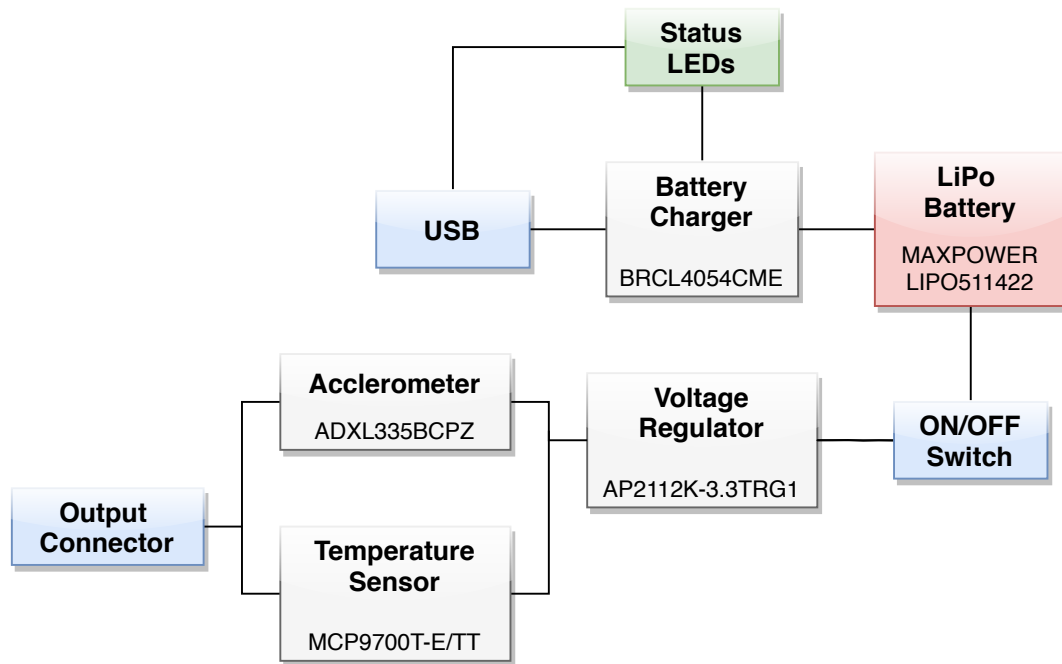 Status
LEDs
USB
Battery
Charger
BRCL4054CME
LiPo
Battery
MAXPOWER
LIPO511422
Acclerometer
ADXL335BCPZ
Voltage
Regulator
AP2112K-3.3TRG1
ON/OFF
Switch
Output
Connector
Temperature
Sensor
MCP9700T-E/TT